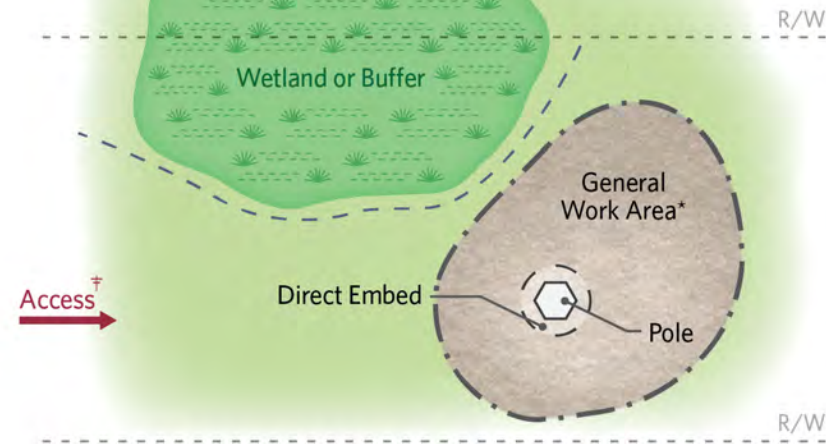 R/W
Wetland or Buffer
General
Work Area*
Access‡
Direct Embed
Pole
R/W